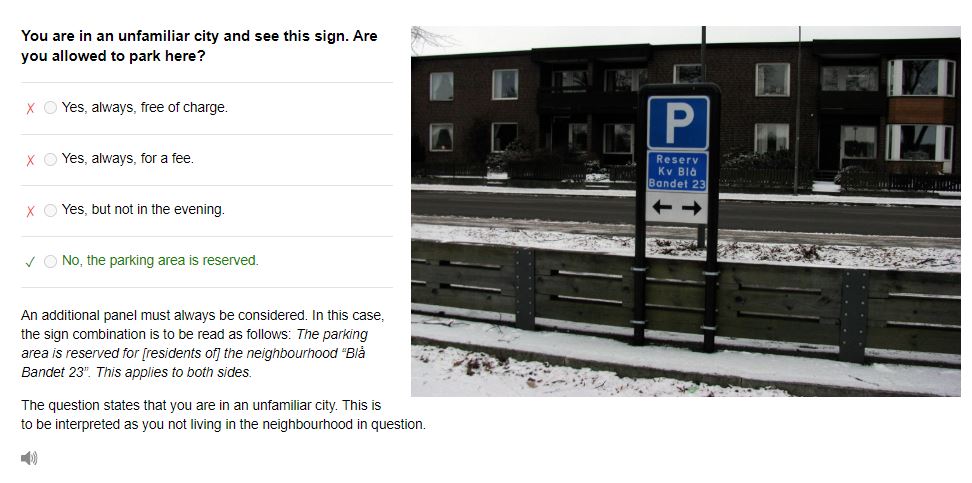 You are in an unfamiliar city and see this sign. Are
you allowed to park here?
Yes, always, free of charge.
Yes, always, for a fee.
Yes, but not in the evening.
No, the parking area is reserved.
An additional panel must always be considered. In this case,
the sign combination is to be read as follows: The parking
area is reserved for [residents of] the neighbourhood “Blå
Bandet 23”. This applies to both sides.
The question states that you are in an unfamiliar city. This is
to be interpreted as you not living in the neighbourhood in question.
P
Reserv
Kv Blå
Bandet 23